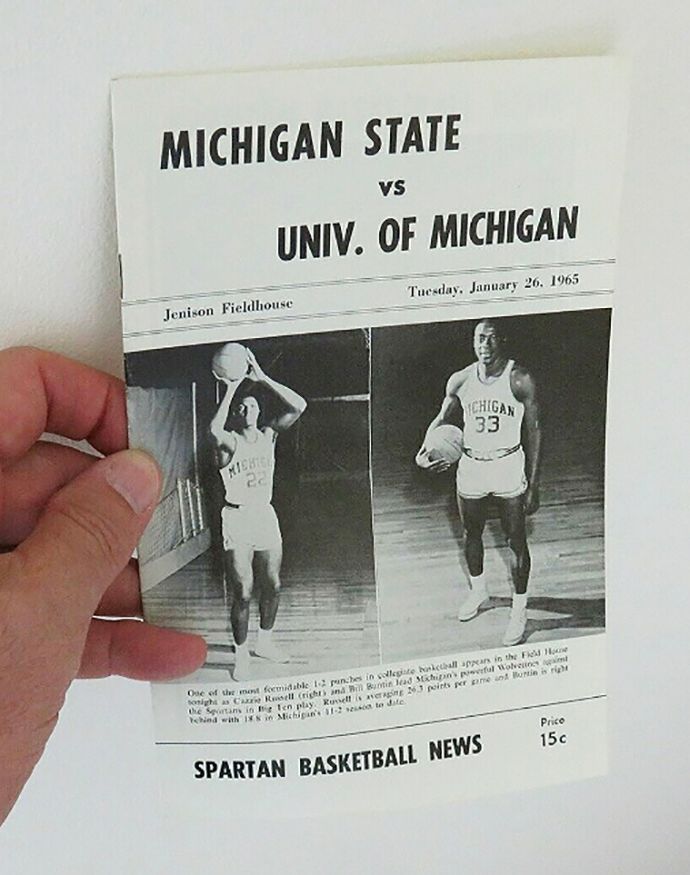 MICHIGAN STATE
vs
UNIV. OF MICHIGAN
Jenison Fieldhouse
Tuesday, January 26, 1965
MICHIG
22
ICHIGAN
33
One of the most formidable 1-2 punches in collegiate basketball appears in the Field House
tonight as Cazzie Russell (right) and Bill Buntin lead Michigan's powerful Wolverines against
the Spartans in Big Ten play. Russell is averaging 26.3 points per game and Buntin is right
behind with 18.8 in Michigan's 11-2 season to date.
SPARTAN BASKETBALL NEWS
Price
15c